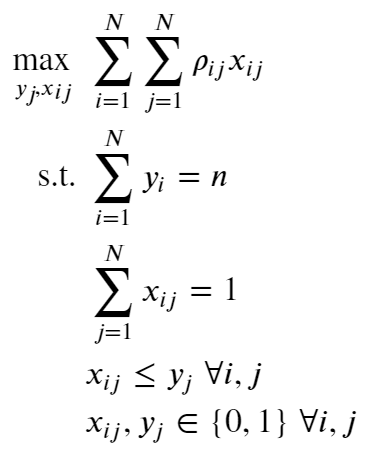 max_{y_j,x_{ij}} ∑_{i=1}^{N} ∑_{j=1}^{N} ρ_{ij} x_{ij}
s.t. ∑_{i=1}^{N} y_i = n
∑_{j=1}^{N} x_{ij} = 1
x_{ij} ≤ y_j ∀i, j
x_{ij}, y_j ∈ {0, 1} ∀i, j